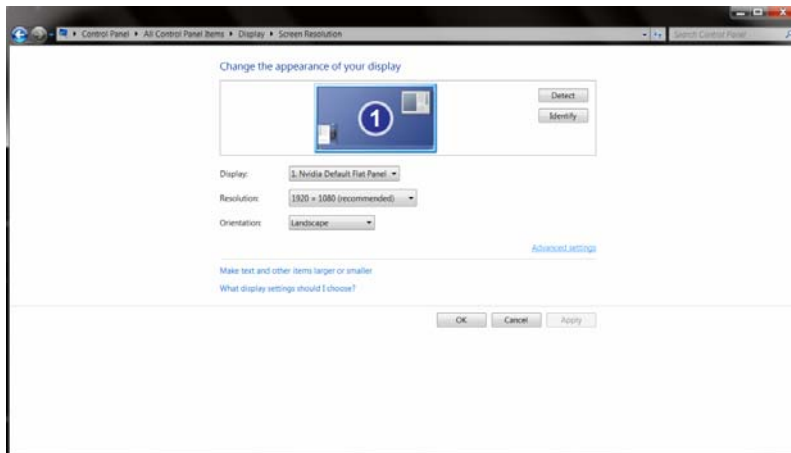 Control Panel ▸ All Control Panel Items ▸ Display ▸ Screen Resolution
Search Control Panel
Change the appearance of your display
1
Detect
Identify
Display: 1. Nvidia Default Flat Panel
Resolution: 1920 × 1080 (recommended)
Orientation: Landscape
Advanced settings
Make text and other items larger or smaller
What display settings should I choose?
OK Cancel Apply